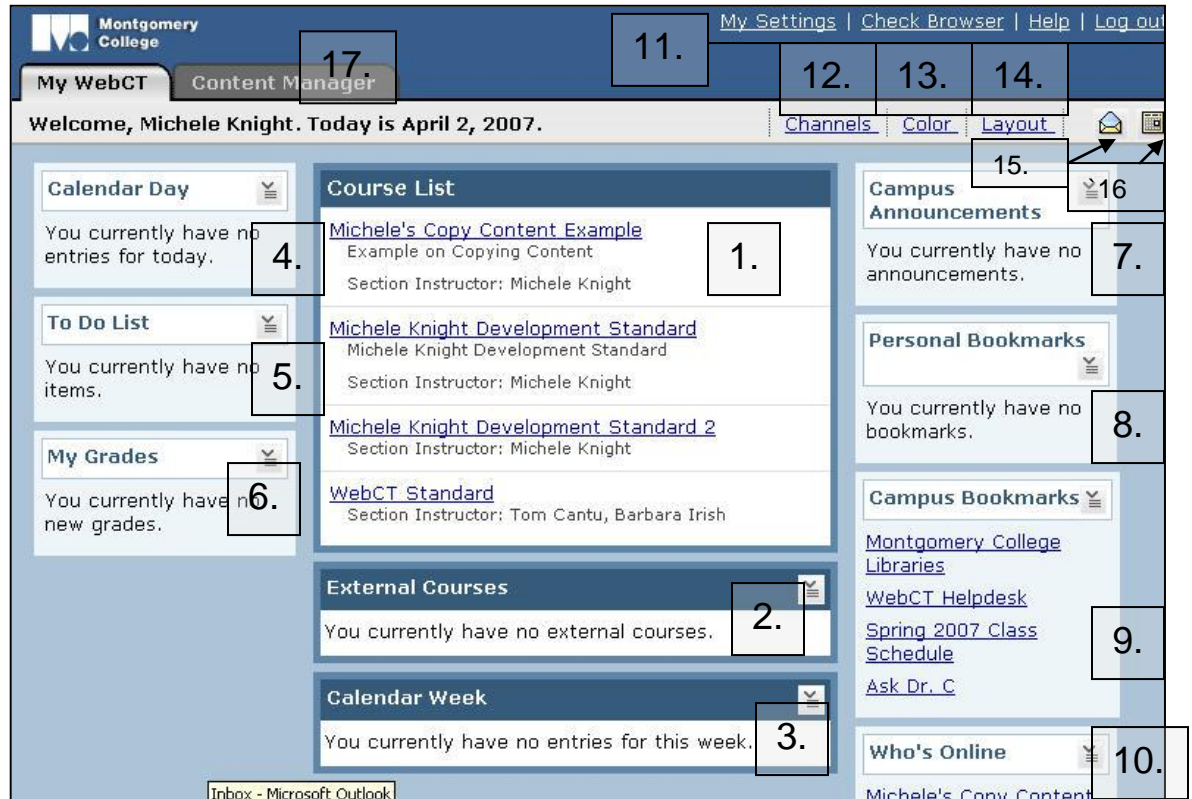 Montgomery
College
My Settings | Check Browser | Help | Log out
11.
17.
12. 13. 14.
My WebCT Content Manager
Welcome, Michele Knight. Today is April 2, 2007.
Channels Color Layout
15.
16
Calendar Day
You currently have no
entries for today.
4.
To Do List
You currently have no
items.
5.
My Grades
You currently have no
new grades.
6.
Course List
Michele's Copy Content Example
Example on Copying Content
Section Instructor: Michele Knight
1.
Michele Knight Development Standard
Michele Knight Development Standard
Section Instructor: Michele Knight
Michele Knight Development Standard 2
Section Instructor: Michele Knight
WebCT Standard
Section Instructor: Tom Cantu, Barbara Irish
External Courses
2.
You currently have no external courses.
Calendar Week
You currently have no entries for this week.
3.
Campus
Announcements
You currently have no
announcements.
7.
Personal Bookmarks
You currently have no
bookmarks.
8.
Campus Bookmarks
Montgomery College
Libraries
WebCT Helpdesk
Spring 2007 Class
Schedule
9.
Ask Dr. C
Who's Online
10.
Michele's Copy Content
Inbox - Microsoft Outlook